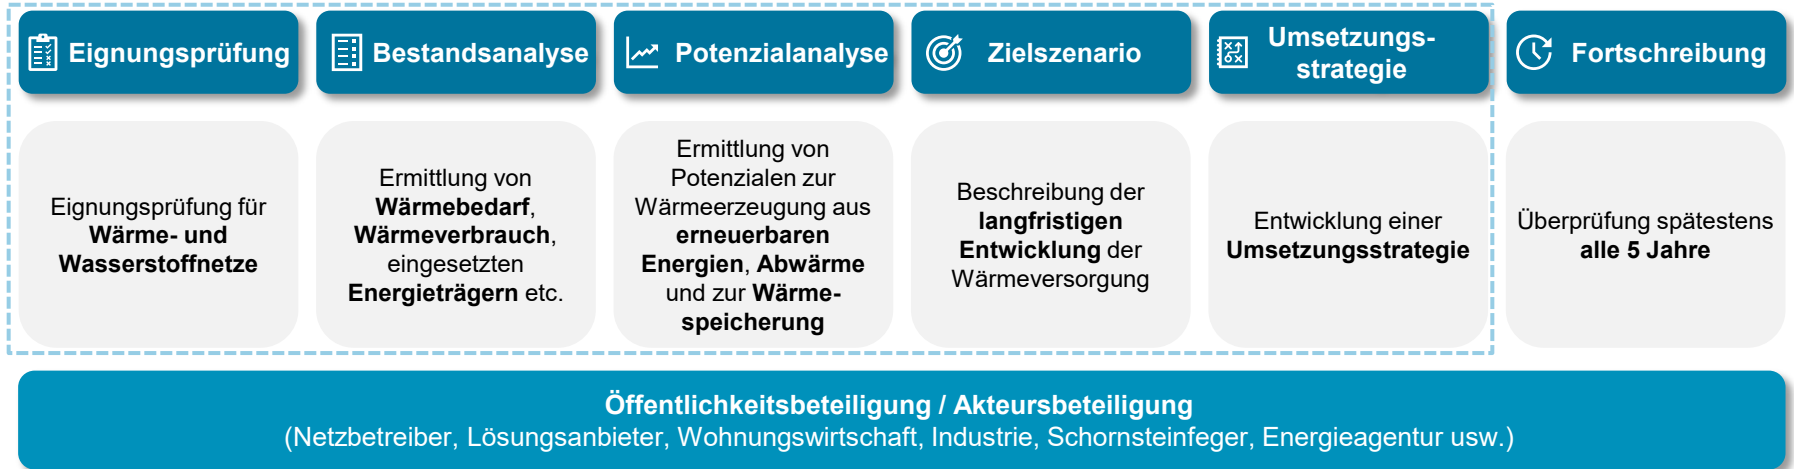 Eignungsprüfung
Bestandsanalyse
Potenzialanalyse
Zielszenario
Umsetzungs-
strategie
Fortschreibung
Eignungsprüfung für
Wärme- und
Wasserstoffnetze
Ermittlung von
Wärmebedarf,
Wärmeverbrauch,
eingesetzten
Energieträgern etc.
Ermittlung von
Potenzialen zur
Wärmeerzeugung aus
erneuerbaren
Energien, Abwärme
und zur Wärme-
speicherung
Beschreibung der
langfristigen
Entwicklung der
Wärmeversorgung
Entwicklung einer
Umsetzungsstrategie
Überprüfung spätestens
alle 5 Jahre
Öffentlichkeitsbeteiligung / Akteursbeteiligung
(Netzbetreiber, Lösungsanbieter, Wohnungswirtschaft, Industrie, Schornsteinfeger, Energieagentur usw.)